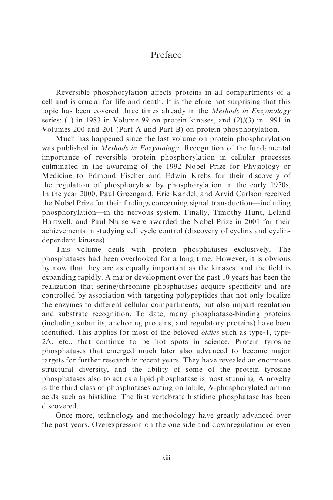 Preface
Reversible phosphorylation affects proteins in all compartments of a
cell and is crucial for life and death. It is therefore not surprising that this
topic has been covered three times already in the Methods in Enzymology
series: (1) in 1983 in Volume 99 on protein kinases, and (2)/(3) in 1991 in
Volumes 200 and 201 (Part A and Part B) on protein phosphorylation.
Much has happened since the last volume on protein phosphorylation
was published in Methods in Enzymology. Recognition of the fundamental
importance of reversible protein phosphorylation in cellular processes
culminated in the awarding of the 1992 Nobel Prize for Physiology or
Medicine to Edmond Fischer and Edwin Krebs for their discovery of
the regulation of phosphorylase by phosphorylation in the early 1950s.
In the year 2000, Paul Greengard, Eric Kandel, and Arvid Carlson received
the Nobel Prize for their findings concerning signal transduction—including
phosphorylation—in the nervous system. Finally, Timothy Hunt, Leland
Hartwell, and Paul Nurse were awarded the Nobel Prize in 2001 for their
achievements in studying cell cycle control (discovery of cyclins and cyclin-
dependent kinases).
This volume deals with protein phosphatases exclusively. The
phosphatases had been overlooked for a long time. However, it is obvious
by now that they are as equally important as the kinases, and the field is
expanding rapidly. A major development over the past 10 years has been the
realization that serine/threonine phosphatases acquire specificity and are
controlled by association with targeting polypeptides that not only localize
the enzymes to different cellular compartments, but also impart regulation
and substrate recognition. To date, many phosphatase-binding proteins
(including subunits, anchoring proteins, and regulatory proteins) have been
identified. This applies for most of the beloved oldies such as type-1, type-
2A, etc., that continue to be hot spots in science. Protein tyrosine
phosphatases that emerged much later also advanced to become major
targets for further research in recent years. They have revealed an enormous
structural diversity, and the ability of some of the protein tyrosine
phosphatases also to act as a lipid phosphatase is most stunning. A novelty
is the third class of phosphatases acting on labile, N-phosphorylated amino
acids such as histidine. The first vertebrate histidine phosphatase has been
discovered.
Once more, technology and methodology have greatly advanced over
the past years. Overexpression on the one side and downregulation or even
xiii